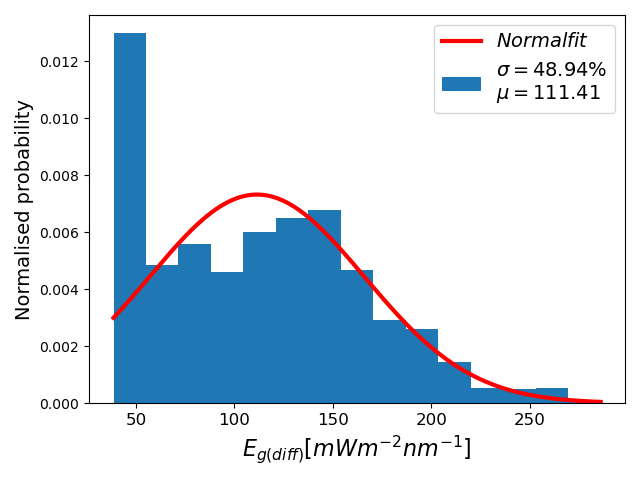 Normalfit
σ = 48.94%
μ = 111.41
Normalised probability
0.012
0.010
0.008
0.006
0.004
0.002
0.000
50 100 150 200 250
E_{g(diff)}[mWm^{-2}nm^{-1}]